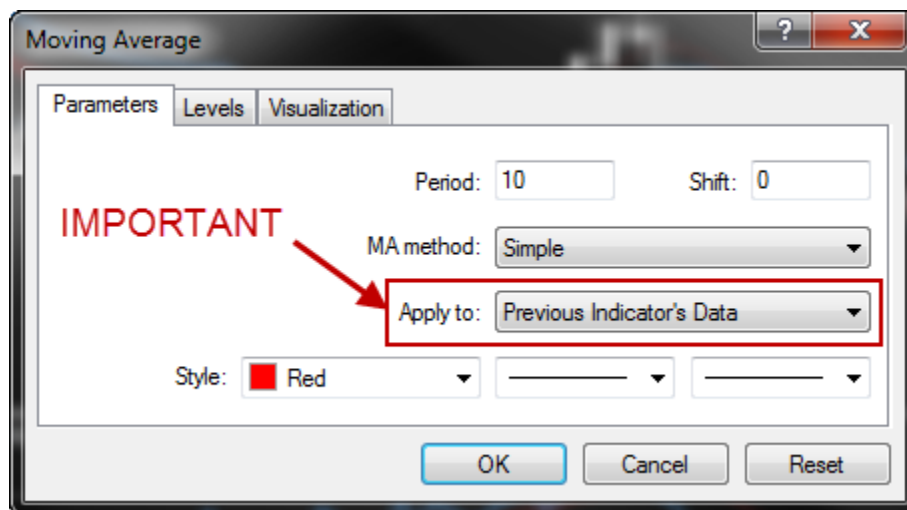 Moving Average
?
X
Parameters Levels Visualization
Period: 10 Shift: 0
IMPORTANT
MA method: Simple
Apply to: Previous Indicator's Data
Style: Red
OK Cancel Reset